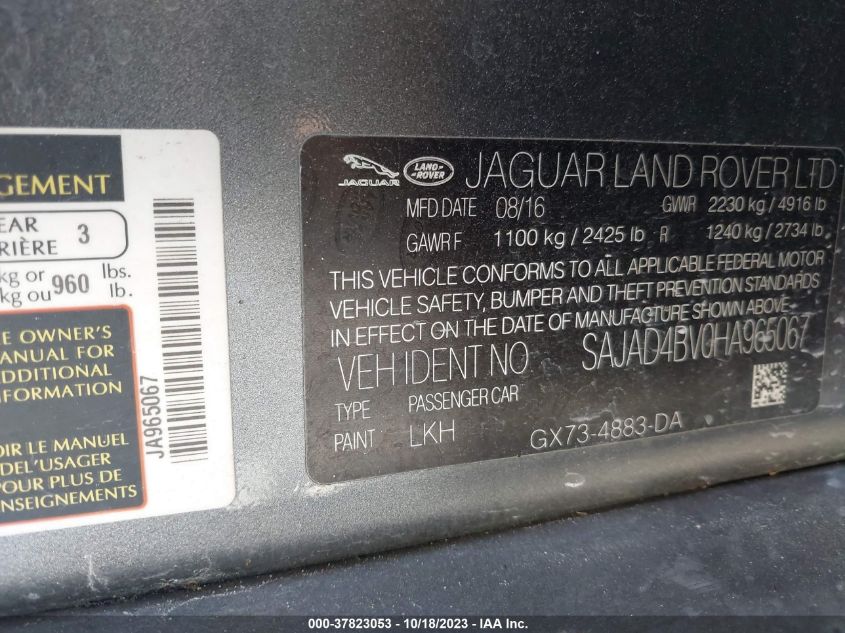 GEMENT
EAR
RIÈRE 3
kg or 960 lbs.
kg ou lb.
E OWNER'S
MANUAL FOR
ADDITIONAL
INFORMATION
OIR LE MANUEL
DEL'USAGER
POUR PLUS DE
NSEIGNEMENTS
JA965067
JAGUAR
LAND ROVER
JAGUAR LAND ROVER LTD
MFD DATE 08/16 GWWR 2230 kg / 4916 lb
GAWR F 1100 kg / 2425 lb R 1240 kg / 2734 lb
THIS VEHICLE CONFORMS TO ALL APPLICABLE FEDERAL MOTOR
VEHICLE SAFETY, BUMPER AND THEFT PREVENTION STANDARDS
IN EFFECT ON THE DATE OF MANUFACTURE SHOWN ABOVE
VEH IDENT NO SAJAD4BV0HA965067
TYPE PASSENGER CAR
PAINT LKH GX73-4883-DA
000-37823053 - 10/18/2023 - IAA Inc.